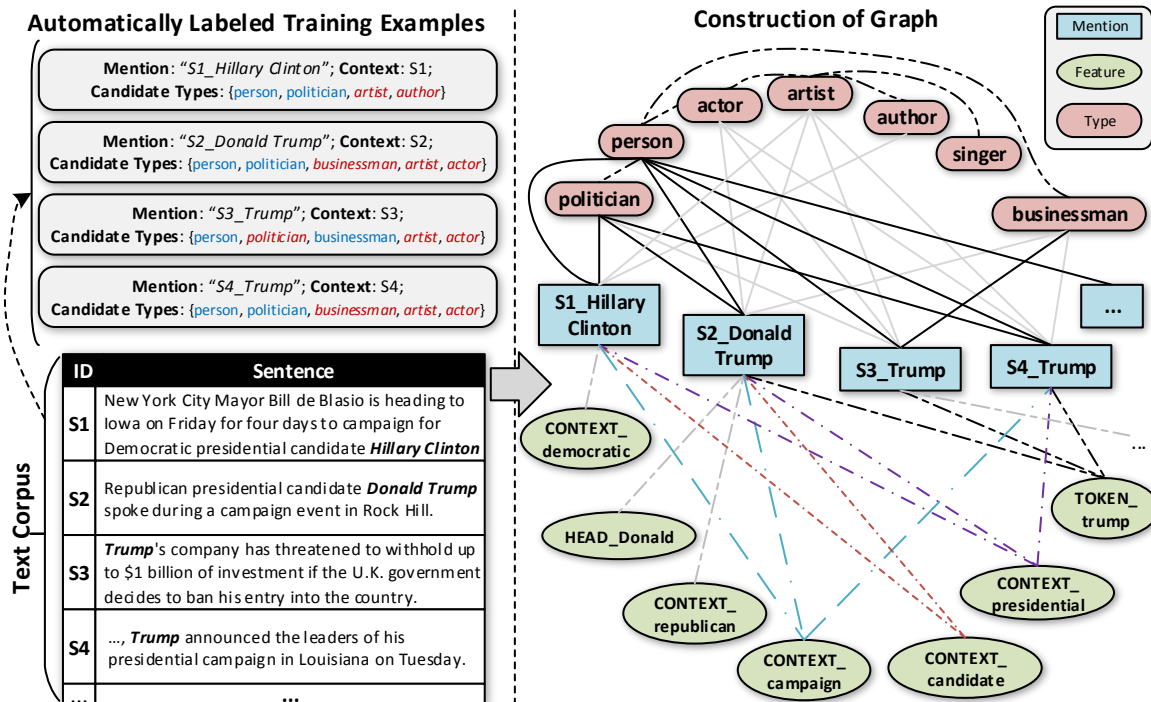 Automatically Labeled Training Examples
Mention: “S1_Hillary Clinton”; Context: S1;
Candidate Types: {person, politician, artist, author}
Mention: “S2_Donald Trump”; Context: S2;
Candidate Types: {person, politician, businessman, artist, actor}
Mention: “S3_Trump”; Context: S3;
Candidate Types: {person, politician, businessman, artist, actor}
Mention: “S4_Trump”; Context: S4;
Candidate Types: {person, politician, businessman, artist, actor}
Text Corpus
ID Sentence
S1
New York City Mayor Bill de Blasio is heading to
Iowa on Friday for four days to campaign for
Democratic presidential candidate Hillary Clinton
S2
Republican presidential candidate Donald Trump
spoke during a campaign event in Rock Hill.
S3
Trump's company has threatened to withhold up
to $1 billion of investment if the U.K. government
decides to ban his entry into the country.
S4
..., Trump announced the leaders of his
presidential campaign in Louisiana on Tuesday.
... ...
Construction of Graph
Mention
Feature
Type
artist
actor
author
person
singer
politician
businessman
S1_Hillary
Clinton
S2_Donald
Trump
S3_Trump
S4_Trump
...
CONTEXT_
democratic
...
TOKEN_
trump
HEAD_Donald
CONTEXT_
presidential
CONTEXT_
republican
CONTEXT_
campaign
CONTEXT_
candidate